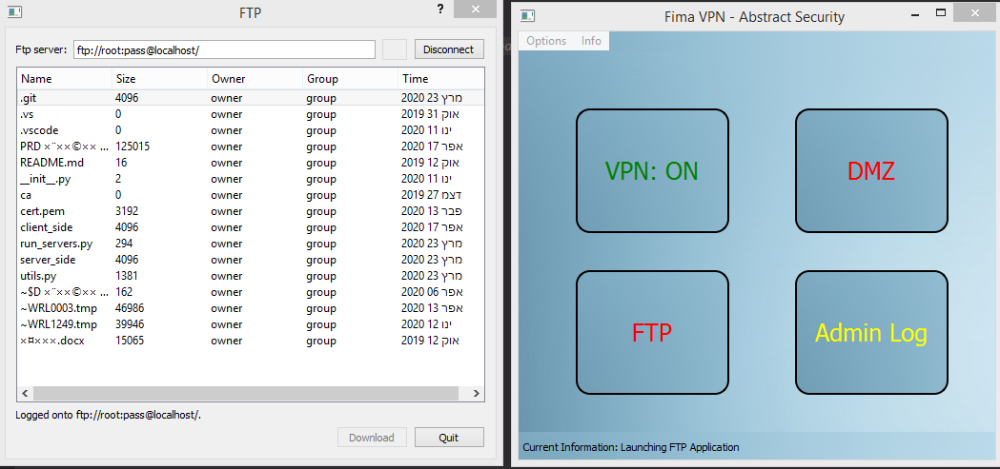 FTP
?
Ftp server: ftp://root:pass@localhost/ Disconnect
Name Size Owner Group Time
.git 4096 owner group מרץ 23 2020
.vs 0 owner group אוק 31 2019
.vscode 0 owner group ינו 11 2020
PRD ×¨××©×× ... 125015 owner group אפר 17 2020
README.md 16 owner group אוק 12 2019
__init__.py 2 owner group ינו 11 2020
ca 0 owner group דצמ 27 2019
cert.pem 3192 owner group פבר 13 2020
client_side 4096 owner group אפר 17 2020
run_servers.py 294 owner group מרץ 23 2020
server_side 4096 owner group מרץ 23 2020
utils.py 1381 owner group מרץ 23 2020
~$D ×¨××©×× ... 162 owner group אפר 06 2020
~WRL0003.tmp 46986 owner group אפר 13 2020
~WRL1249.tmp 39946 owner group ינו 12 2020
×¤×××.docx 15065 owner group אוק 12 2019
Logged onto ftp://root:pass@localhost/.
Download Quit
Fima VPN - Abstract Security
Options Info
VPN: ON DMZ
FTP Admin Log
Current Information: Launching FTP Application